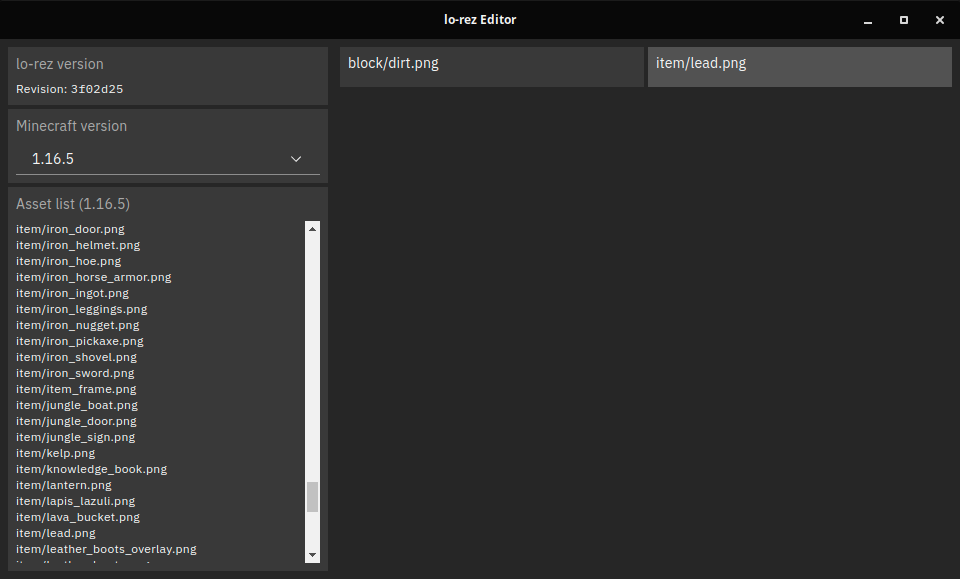 lo-rez Editor
lo-rez version
Revision: 3f02d25
Minecraft version
1.16.5
Asset list (1.16.5)
item/iron_door.png
item/iron_helmet.png
item/iron_hoe.png
item/iron_horse_armor.png
item/iron_ingot.png
item/iron_leggings.png
item/iron_nugget.png
item/iron_pickaxe.png
item/iron_shovel.png
item/iron_sword.png
item/item_frame.png
item/jungle_boat.png
item/jungle_door.png
item/jungle_sign.png
item/kelp.png
item/knowledge_book.png
item/lantern.png
item/lapis_lazuli.png
item/lava_bucket.png
item/lead.png
item/leather_boots_overlay.png
block/dirt.png
item/lead.png